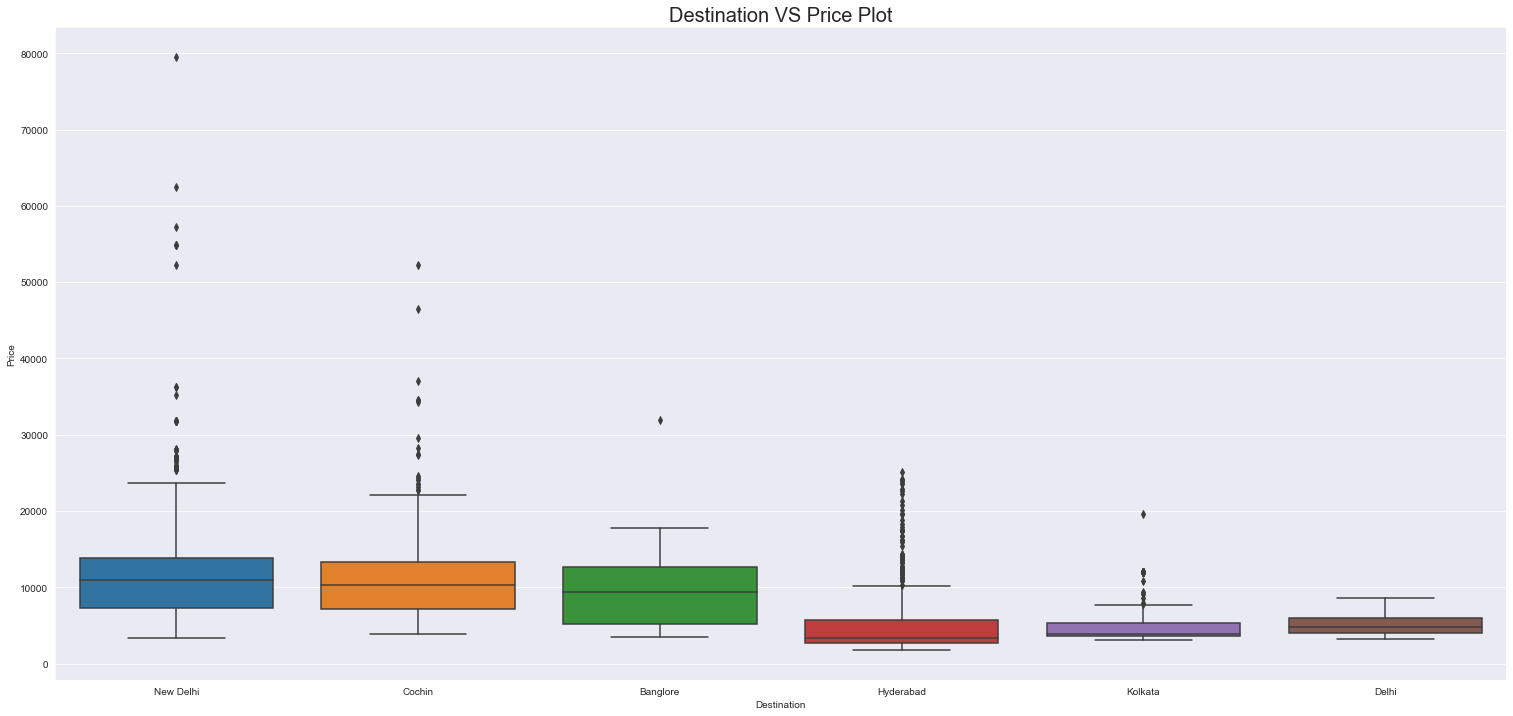 Destination VS Price Plot
80000
70000
60000
50000
40000
30000
20000
10000
0
Price
New Delhi
Cochin
Banglore
Hyderabad
Kolkata
Delhi
Destination